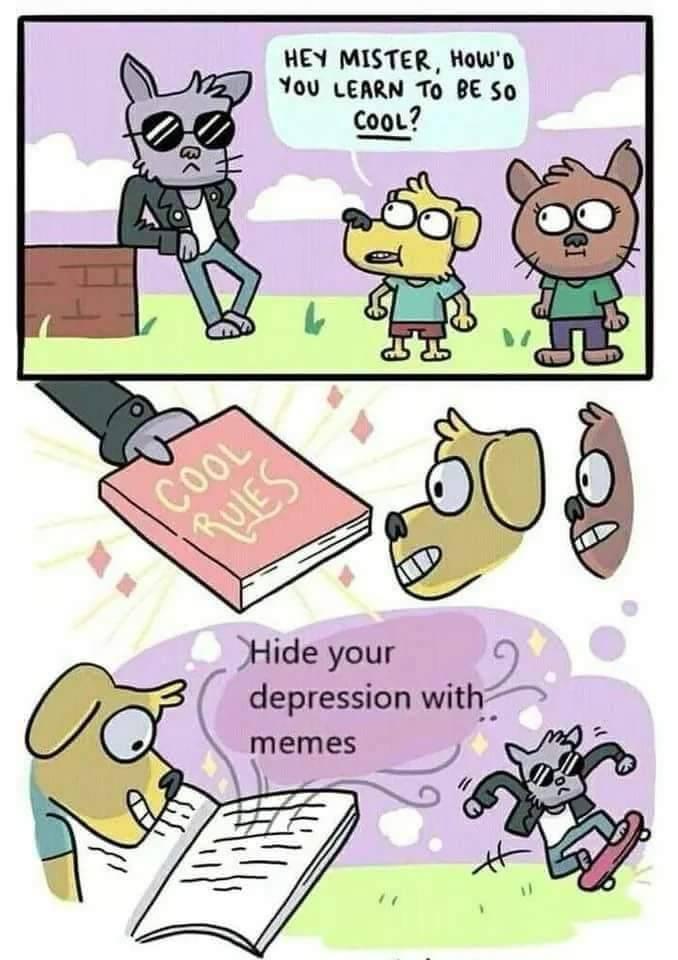 HEY MISTER, HOW'D
YOU LEARN TO BE SO
COOL?
COOL
RULES
Hide your
depression with
memes